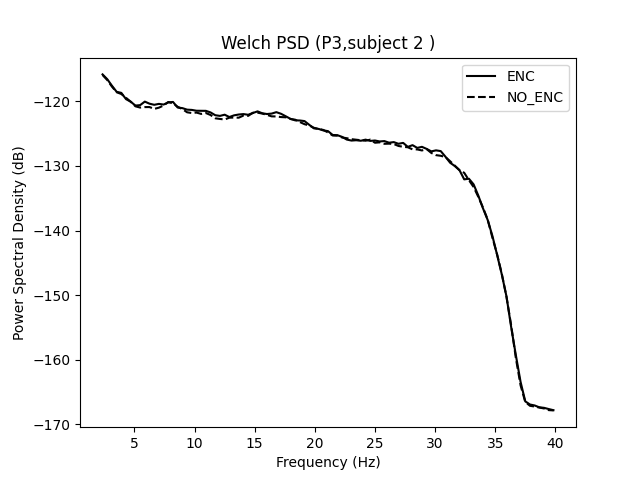 Welch PSD (P3,subject 2 )
ENC
NO_ENC
Power Spectral Density (dB)
−120
−130
−140
−150
−160
−170
5 10 15 20 25 30 35 40
Frequency (Hz)